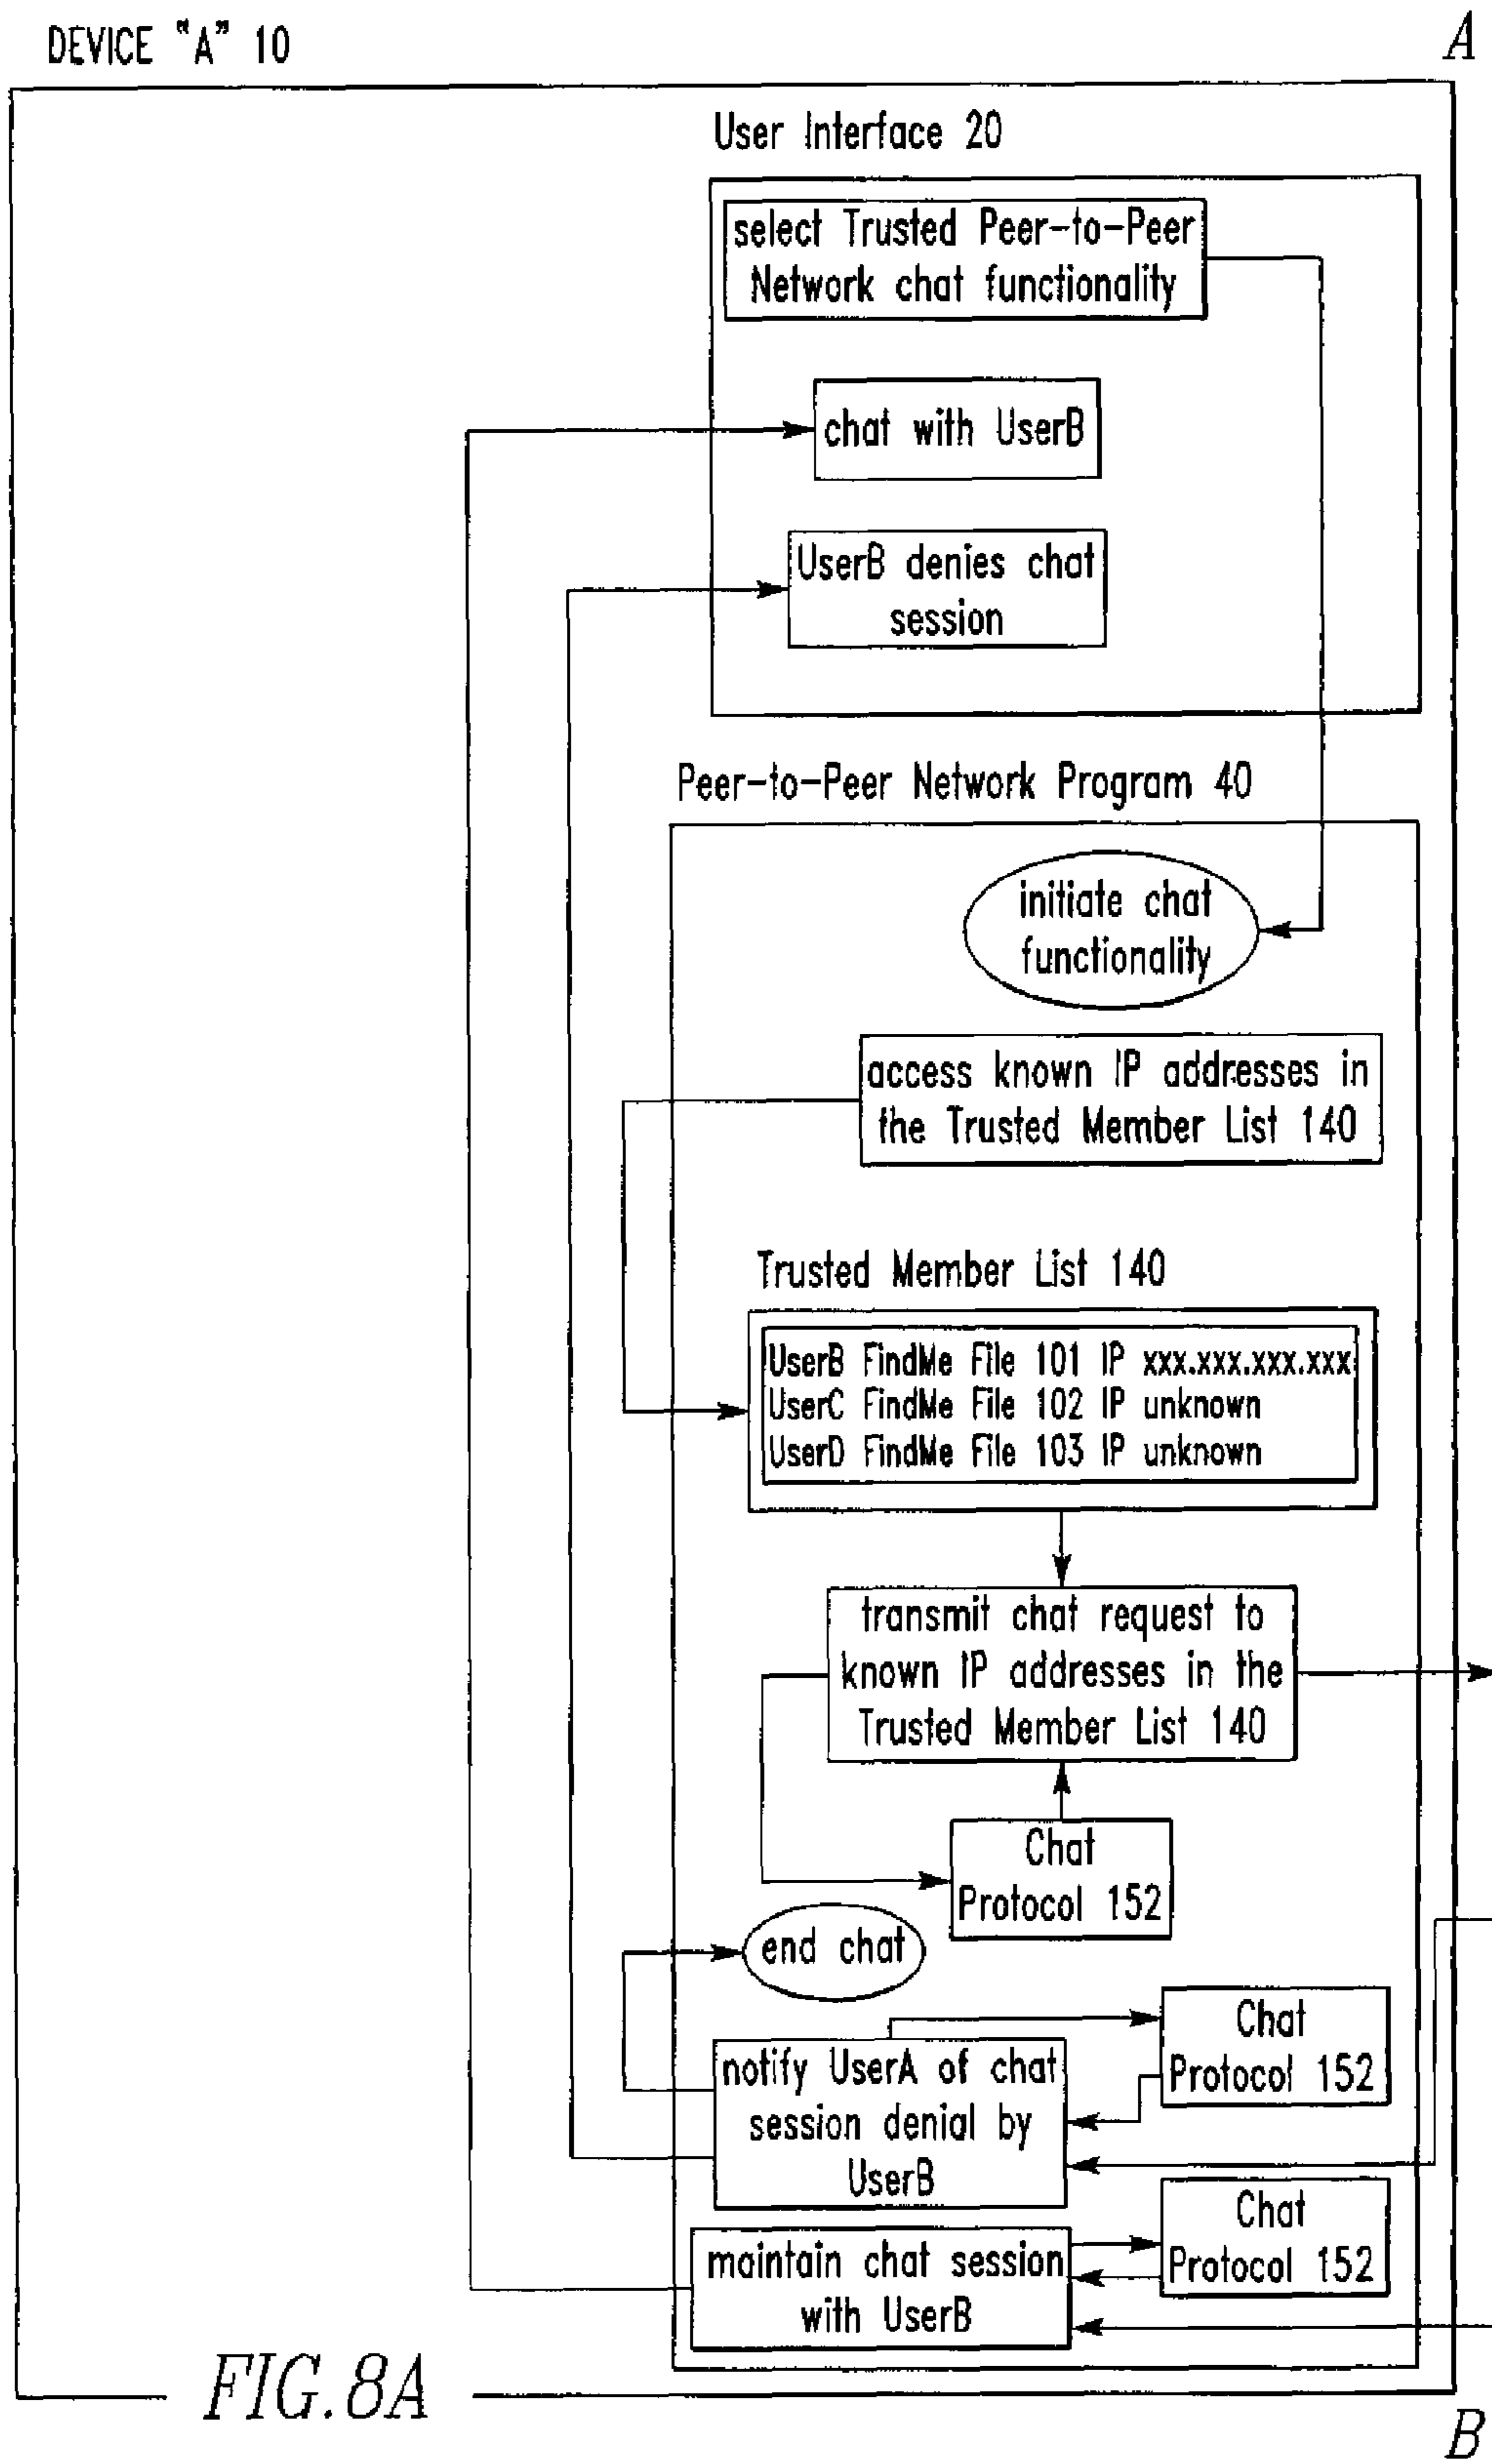 DEVICE "A" 10
A
User Interface 20
select Trusted Peer-to-Peer
Network chat functionality
chat with UserB
UserB denies chat
session
Peer-to-Peer Network Program 40
initiate chat
functionality
access known IP addresses in
the Trusted Member List 140
Trusted Member List 140
UserB FindMe File 101 IP xxx.xxx.xxx.xxx
UserC FindMe File 102 IP unknown
UserD FindMe File 103 IP unknown
transmit chat request to
known IP addresses in the
Trusted Member List 140
Chat
Protocol 152
end chat
Chat
Protocol 152
notify UserA of chat
session denial by
UserB
Chat
Protocol 152
maintain chat session
with UserB
FIG.8A
B